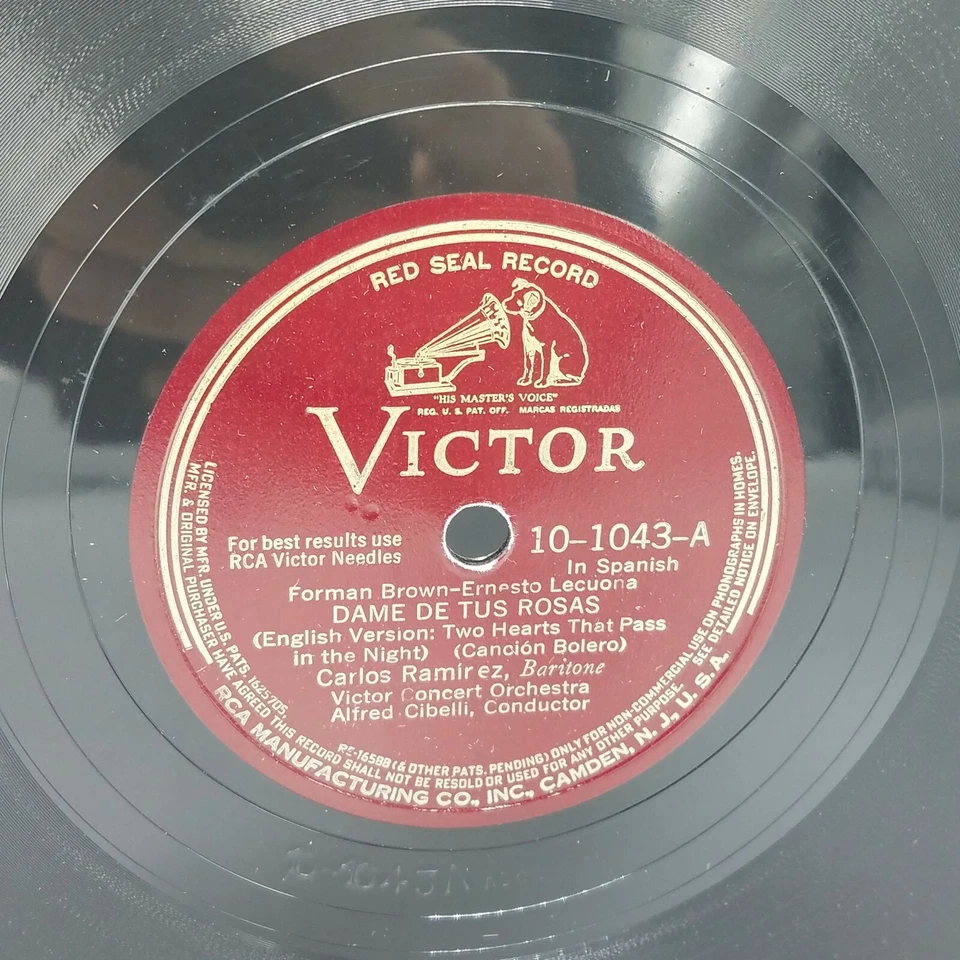 RED SEAL RECORD
"HIS MASTER'S VOICE"
REG. U. S. PAT. OFF. MARCAS REGISTRADAS
VICTOR
For best results use
RCA Victor Needles
10-1043-A
In Spanish
Forman Brown-Ernesto Lecuona
DAME DE TUS ROSAS
(English Version: Two Hearts That Pass
in the Night) (Canción Bolero)
Carlos Ramírez, Baritone
Victor Concert Orchestra
Alfred Cibelli, Conductor
LICENSED BY MFR. UNDER U.S. PATS. 1625705, RE-16588 (& OTHER PATS. PENDING) ONLY FOR NON-COMMERCIAL USE ON PHONOGRAPHS IN HOMES.
MFR. & ORIGINAL PURCHASER HAVE AGREED THIS RECORD SHALL NOT BE RESOLD OR USED FOR ANY OTHER PURPOSE. SEE DETAILED NOTICE ON ENVELOPE.
RCA MANUFACTURING CO., INC., CAMDEN, N. J., U. S. A.
10-1043A